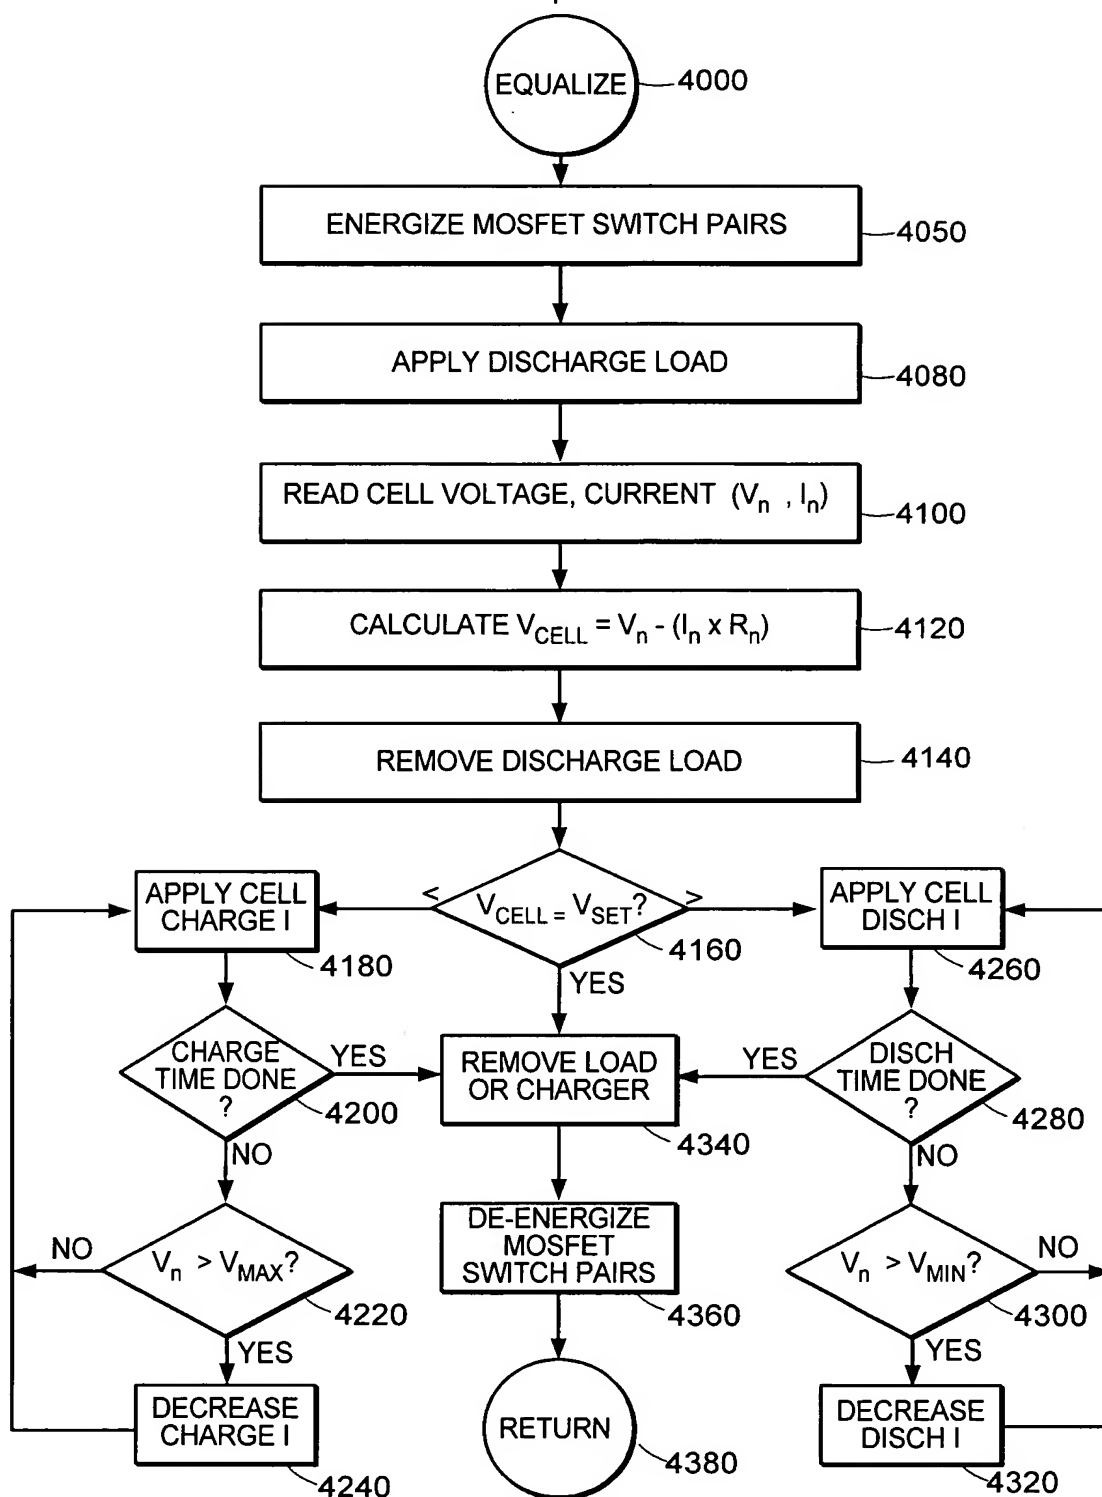 EQUALIZE
4000
ENERGIZE MOSFET SWITCH PAIRS
4050
APPLY DISCHARGE LOAD
4080
READ CELL VOLTAGE, CURRENT (Vn , In)
4100
CALCULATE VCELL = Vn - (In x Rn)
4120
REMOVE DISCHARGE LOAD
4140
VCELL = VSET?
4160
<
>
YES
APPLY CELL
CHARGE I
4180
APPLY CELL
DISCH I
4260
CHARGE
TIME DONE
?
4200
YES
NO
REMOVE LOAD
OR CHARGER
4340
DISCH
TIME DONE
?
4280
YES
NO
Vn > VMAX?
4220
NO
YES
DE-ENERGIZE
MOSFET
SWITCH PAIRS
4360
Vn > VMIN?
4300
NO
YES
DECREASE
CHARGE I
4240
RETURN
4380
DECREASE
DISCH I
4320